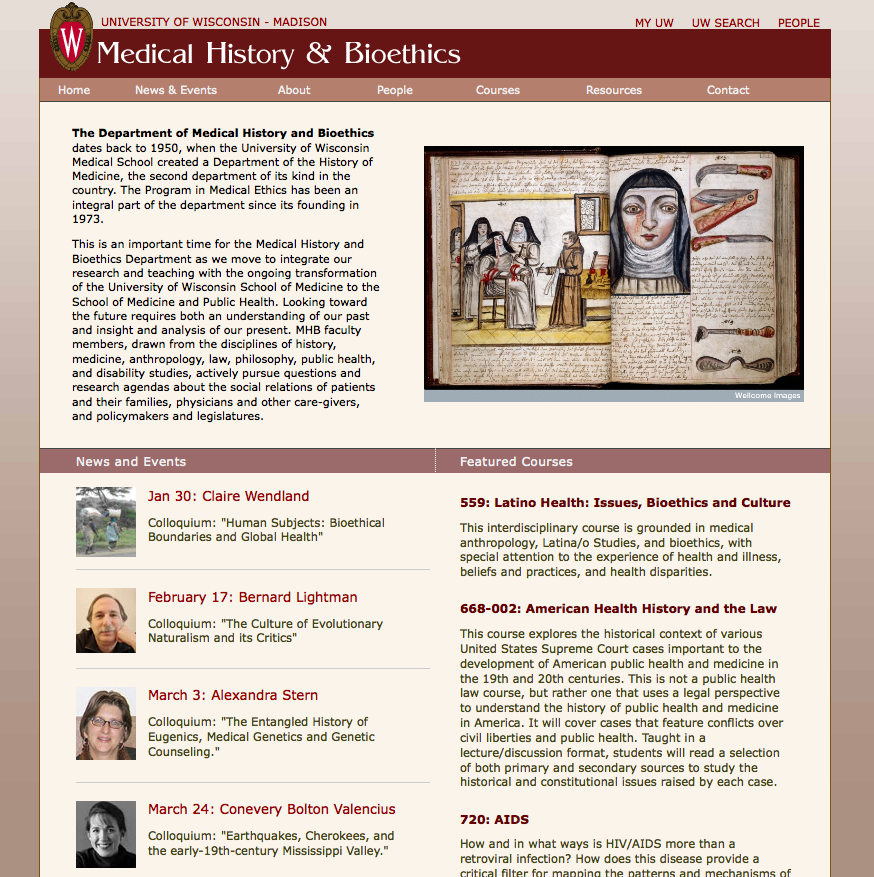 UNIVERSITY OF WISCONSIN - MADISON
MY UW UW SEARCH PEOPLE
W
Medical History & Bioethics
Home News & Events About People Courses Resources Contact
The Department of Medical History and Bioethics
dates back to 1950, when the University of Wisconsin
Medical School created a Department of the History of
Medicine, the second department of its kind in the
country. The Program in Medical Ethics has been an
integral part of the department since its founding in
1973.
This is an important time for the Medical History and
Bioethics Department as we move to integrate our
research and teaching with the ongoing transformation
of the University of Wisconsin School of Medicine to the
School of Medicine and Public Health. Looking toward
the future requires both an understanding of our past
and insight and analysis of our present. MHB faculty
members, drawn from the disciplines of history,
medicine, anthropology, law, philosophy, public health,
and disability studies, actively pursue questions and
research agendas about the social relations of patients
and their families, physicians and other care-givers,
and policymakers and legislatures.
Wellcome Images
News and Events
Jan 30: Claire Wendland
Colloquium: "Human Subjects: Bioethical
Boundaries and Global Health"
February 17: Bernard Lightman
Colloquium: "The Culture of Evolutionary
Naturalism and its Critics"
March 3: Alexandra Stern
Colloquium: "The Entangled History of
Eugenics, Medical Genetics and Genetic
Counseling."
March 24: Conevery Bolton Valencius
Colloquium: "Earthquakes, Cherokees, and
the early-19th-century Mississippi Valley."
Featured Courses
559: Latino Health: Issues, Bioethics and Culture
This interdisciplinary course is grounded in medical
anthropology, Latina/o Studies, and bioethics, with
special attention to the experience of health and illness,
beliefs and practices, and health disparities.
668-002: American Health History and the Law
This course explores the historical context of various
United States Supreme Court cases important to the
development of American public health and medicine in
the 19th and 20th centuries. This is not a public health
law course, but rather one that uses a legal perspective
to understand the history of public health and medicine
in America. It will cover cases that feature conflicts over
civil liberties and public health. Taught in a
lecture/discussion format, students will read a selection
of both primary and secondary sources to study the
historical and constitutional issues raised by each case.
720: AIDS
How and in what ways is HIV/AIDS more than a
retroviral infection? How does this disease provide a
critical filter for mapping the patterns and mechanisms of